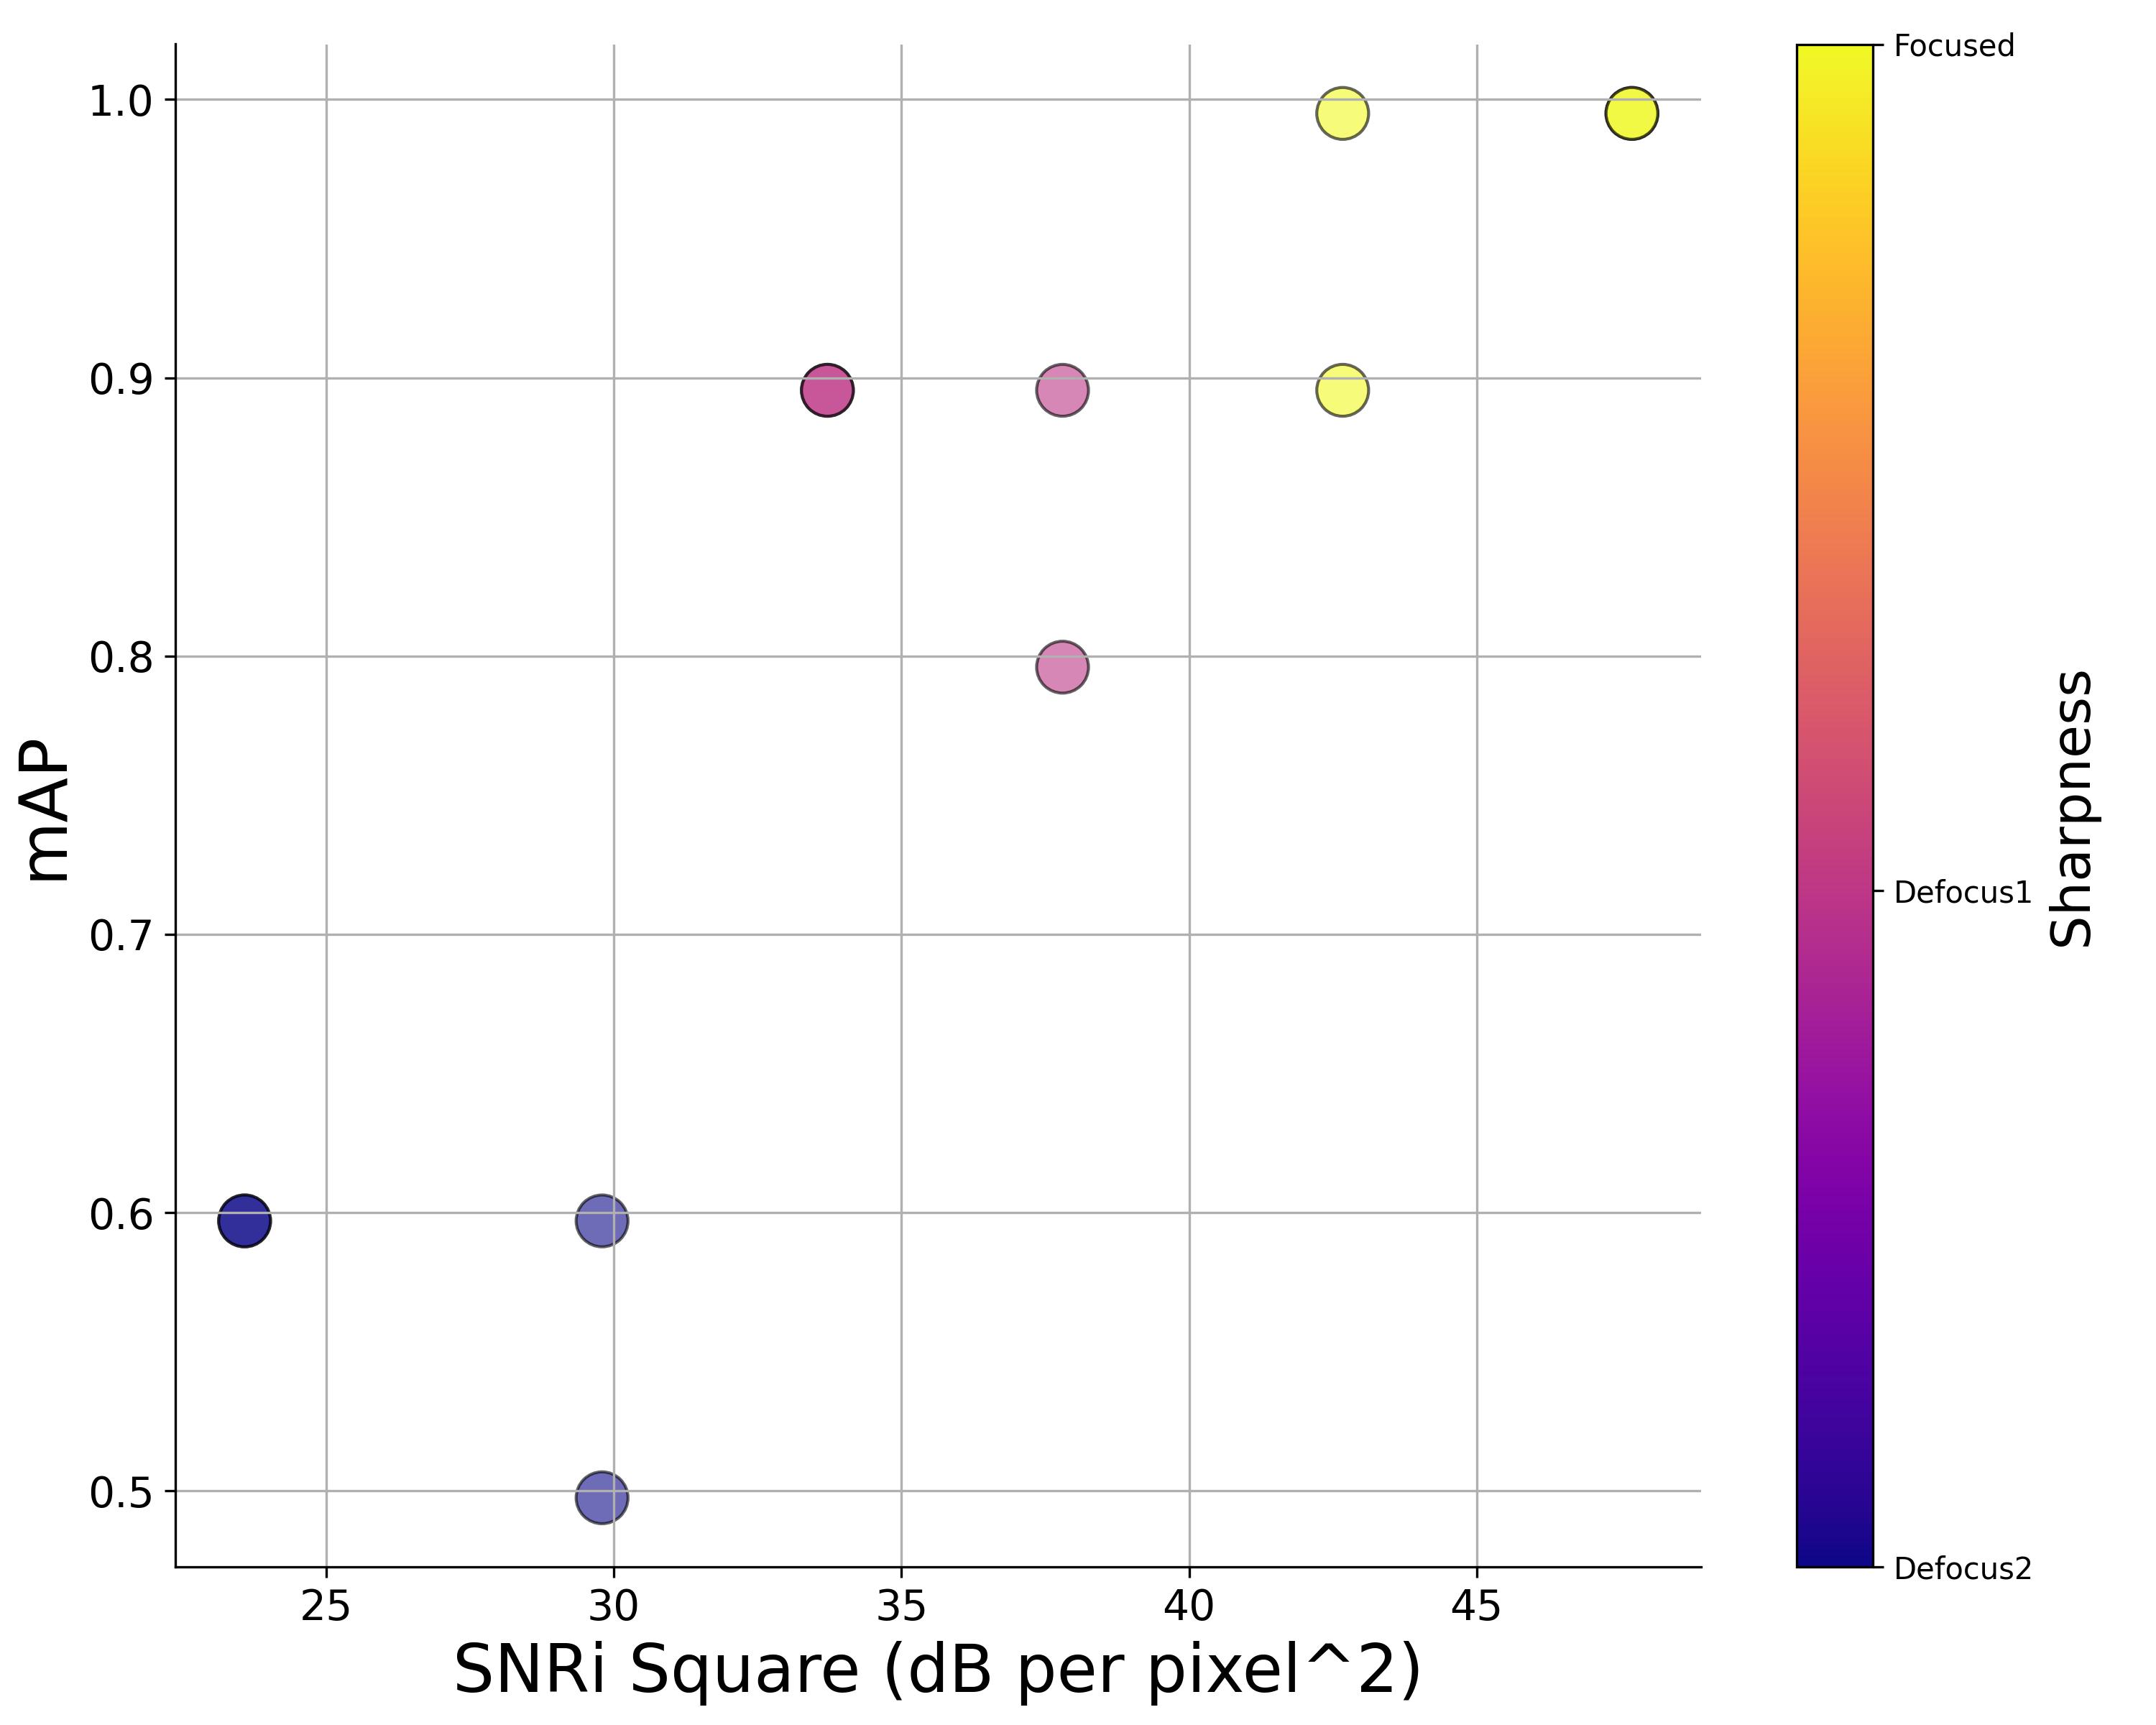 mAP
1.0
0.9
0.8
0.7
0.6
0.5
25 30 35 40 45
SNRi Square (dB per pixel^2)
Focused
Defocus1
Defocus2
Sharpness